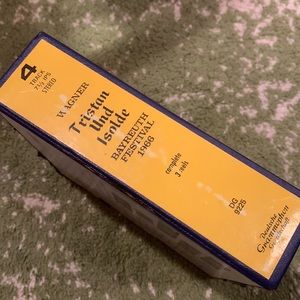 4
TRACK
7½ IPS
STEREO
WAGNER
Tristan
Und
Isolde
BAYREUTH
FESTIVAL
1966
complete
3 reels
DG
9225
Deutsche
Grammophon
Gesellschaft